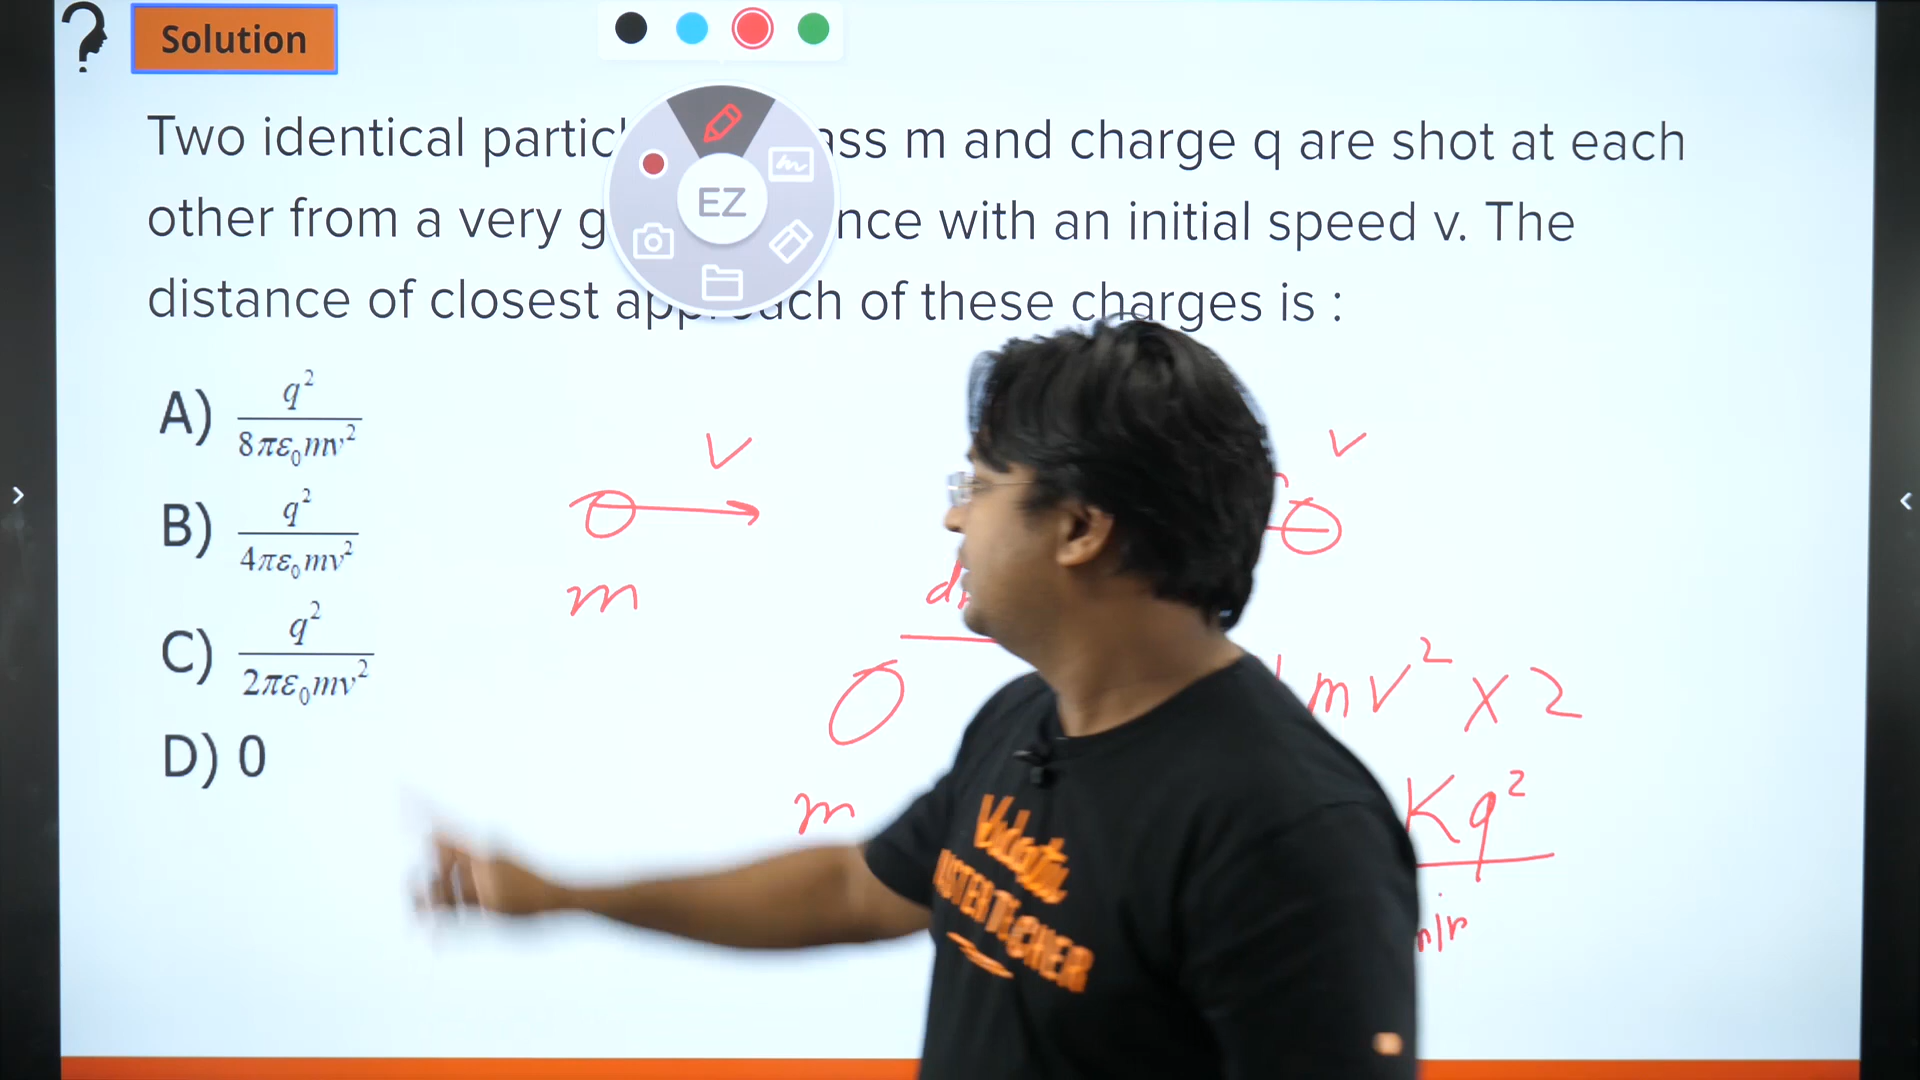 Solution
Two identical partic ass m and charge q are shot at each
other from a very g nce with an initial speed v. The
distance of closest app ach of these charges is :
EZ
A) q² / 8πε₀mv²
B) q² / 4πε₀mv²
C) q² / 2πε₀mv²
D) 0
V
V
m
mv² × 2
m
Kq²